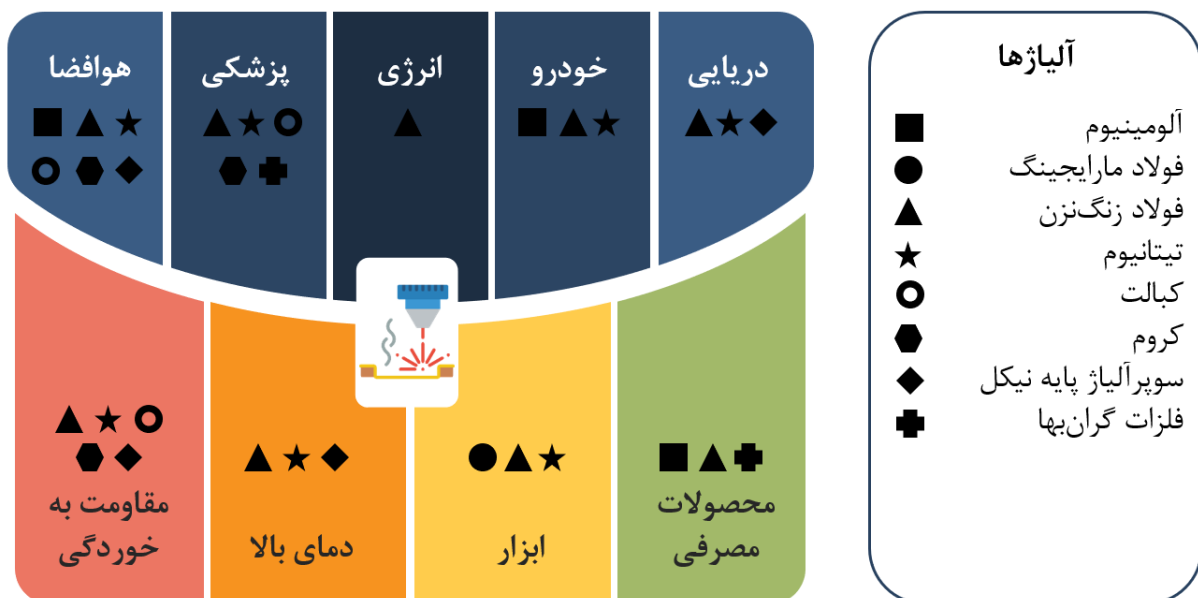 آلیاژها
آلومینیوم
فولاد مارایجینگ
فولاد زنگ‌نزن
تیتانیوم
کبالت
کروم
سوپرآلیاژ پایه نیکل
فلزات گران‌بها
دریایی
خودرو
انرژی
پزشکی
هوافضا
محصولات
مصرفی
ابزار
دمای بالا
مقاومت به
خوردگی